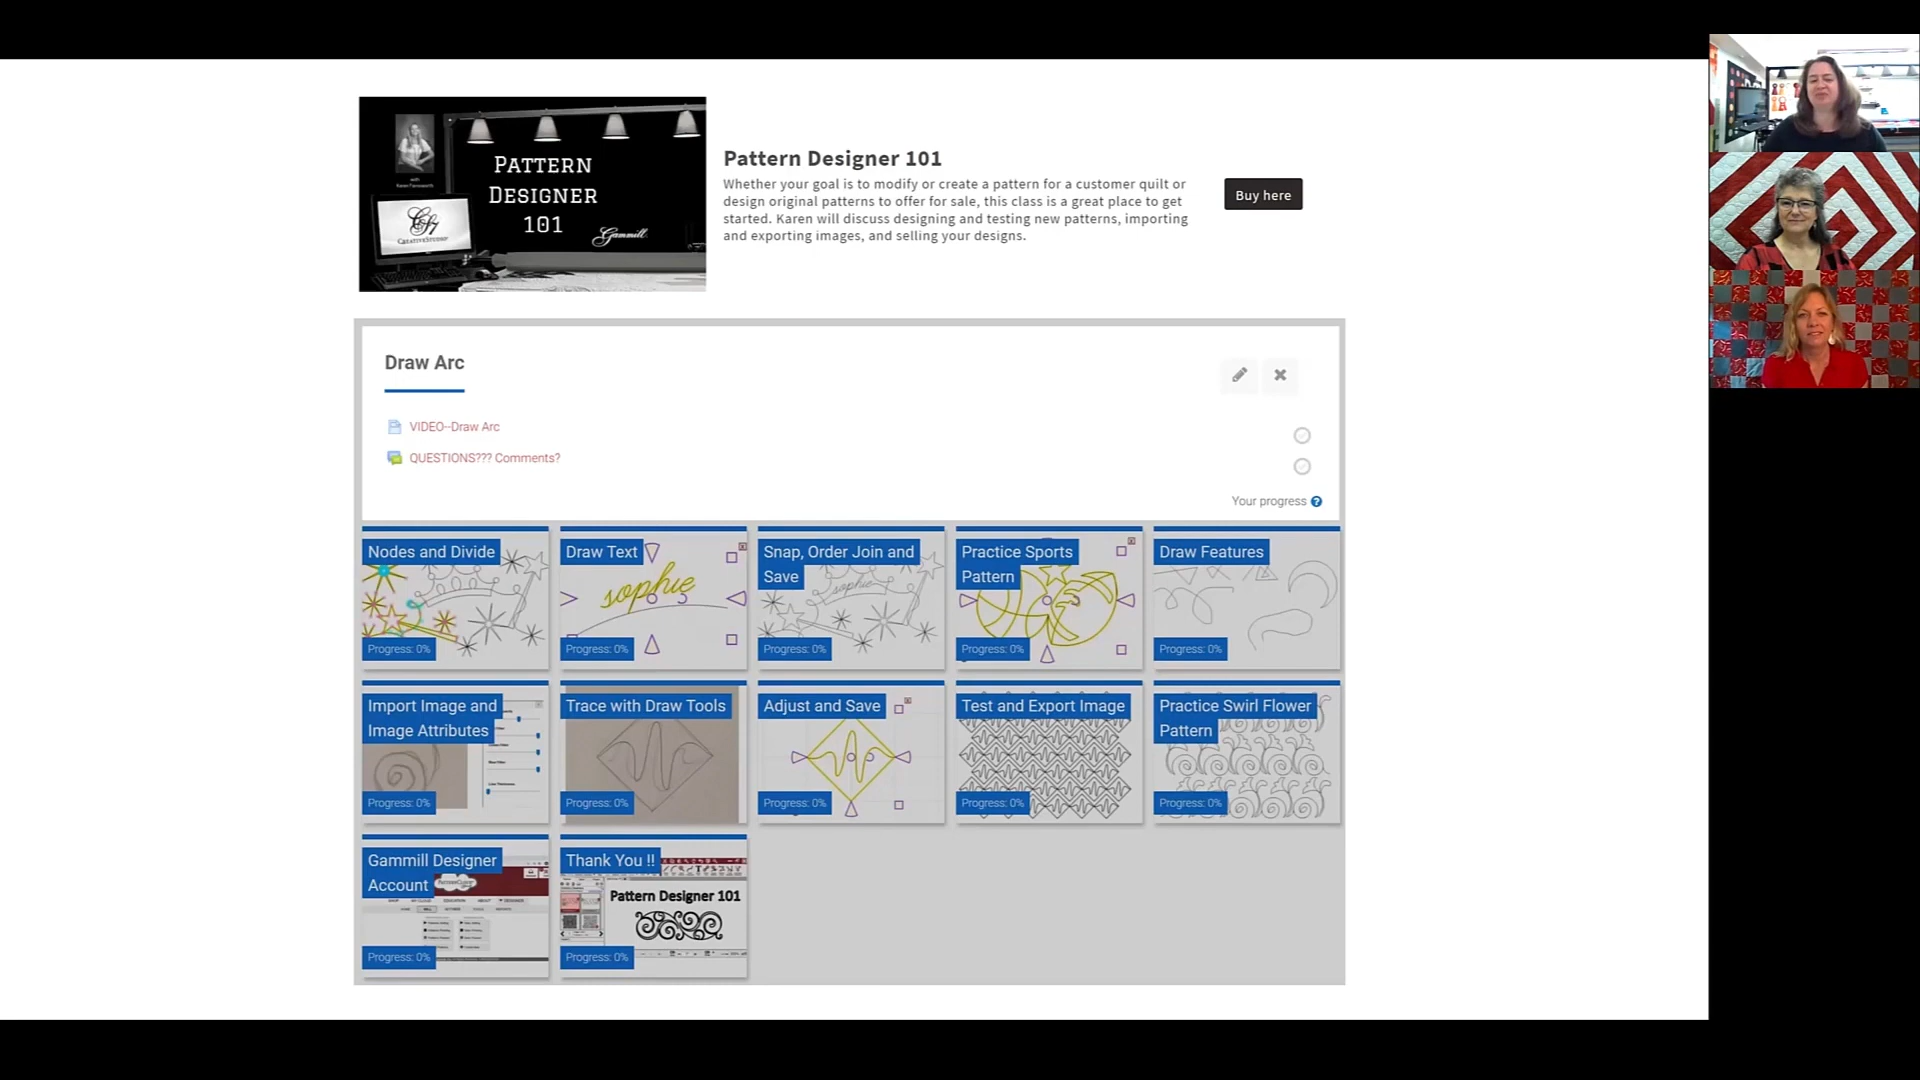 PATTERN
DESIGNER
101
with
Karen Farnsworth
CREATIVESTUDIO
Gammill
Pattern Designer 101
Whether your goal is to modify or create a pattern for a customer quilt or
design original patterns to offer for sale, this class is a great place to get
started. Karen will discuss designing and testing new patterns, importing
and exporting images, and selling your designs.
Buy here
Draw Arc
VIDEO--Draw Arc
QUESTIONS??? Comments?
Your progress
Nodes and Divide
Progress: 0%
Draw Text
sophie
Progress: 0%
Snap, Order Join and
Save
sophie
Progress: 0%
Practice Sports
Pattern
Progress: 0%
Draw Features
Progress: 0%
Import Image and
Image Attributes
Progress: 0%
Trace with Draw Tools
Progress: 0%
Adjust and Save
Progress: 0%
Test and Export Image
Progress: 0%
Practice Swirl Flower
Pattern
Progress: 0%
Gammill Designer
Account
Progress: 0%
Thank You !!
Pattern Designer 101
Progress: 0%